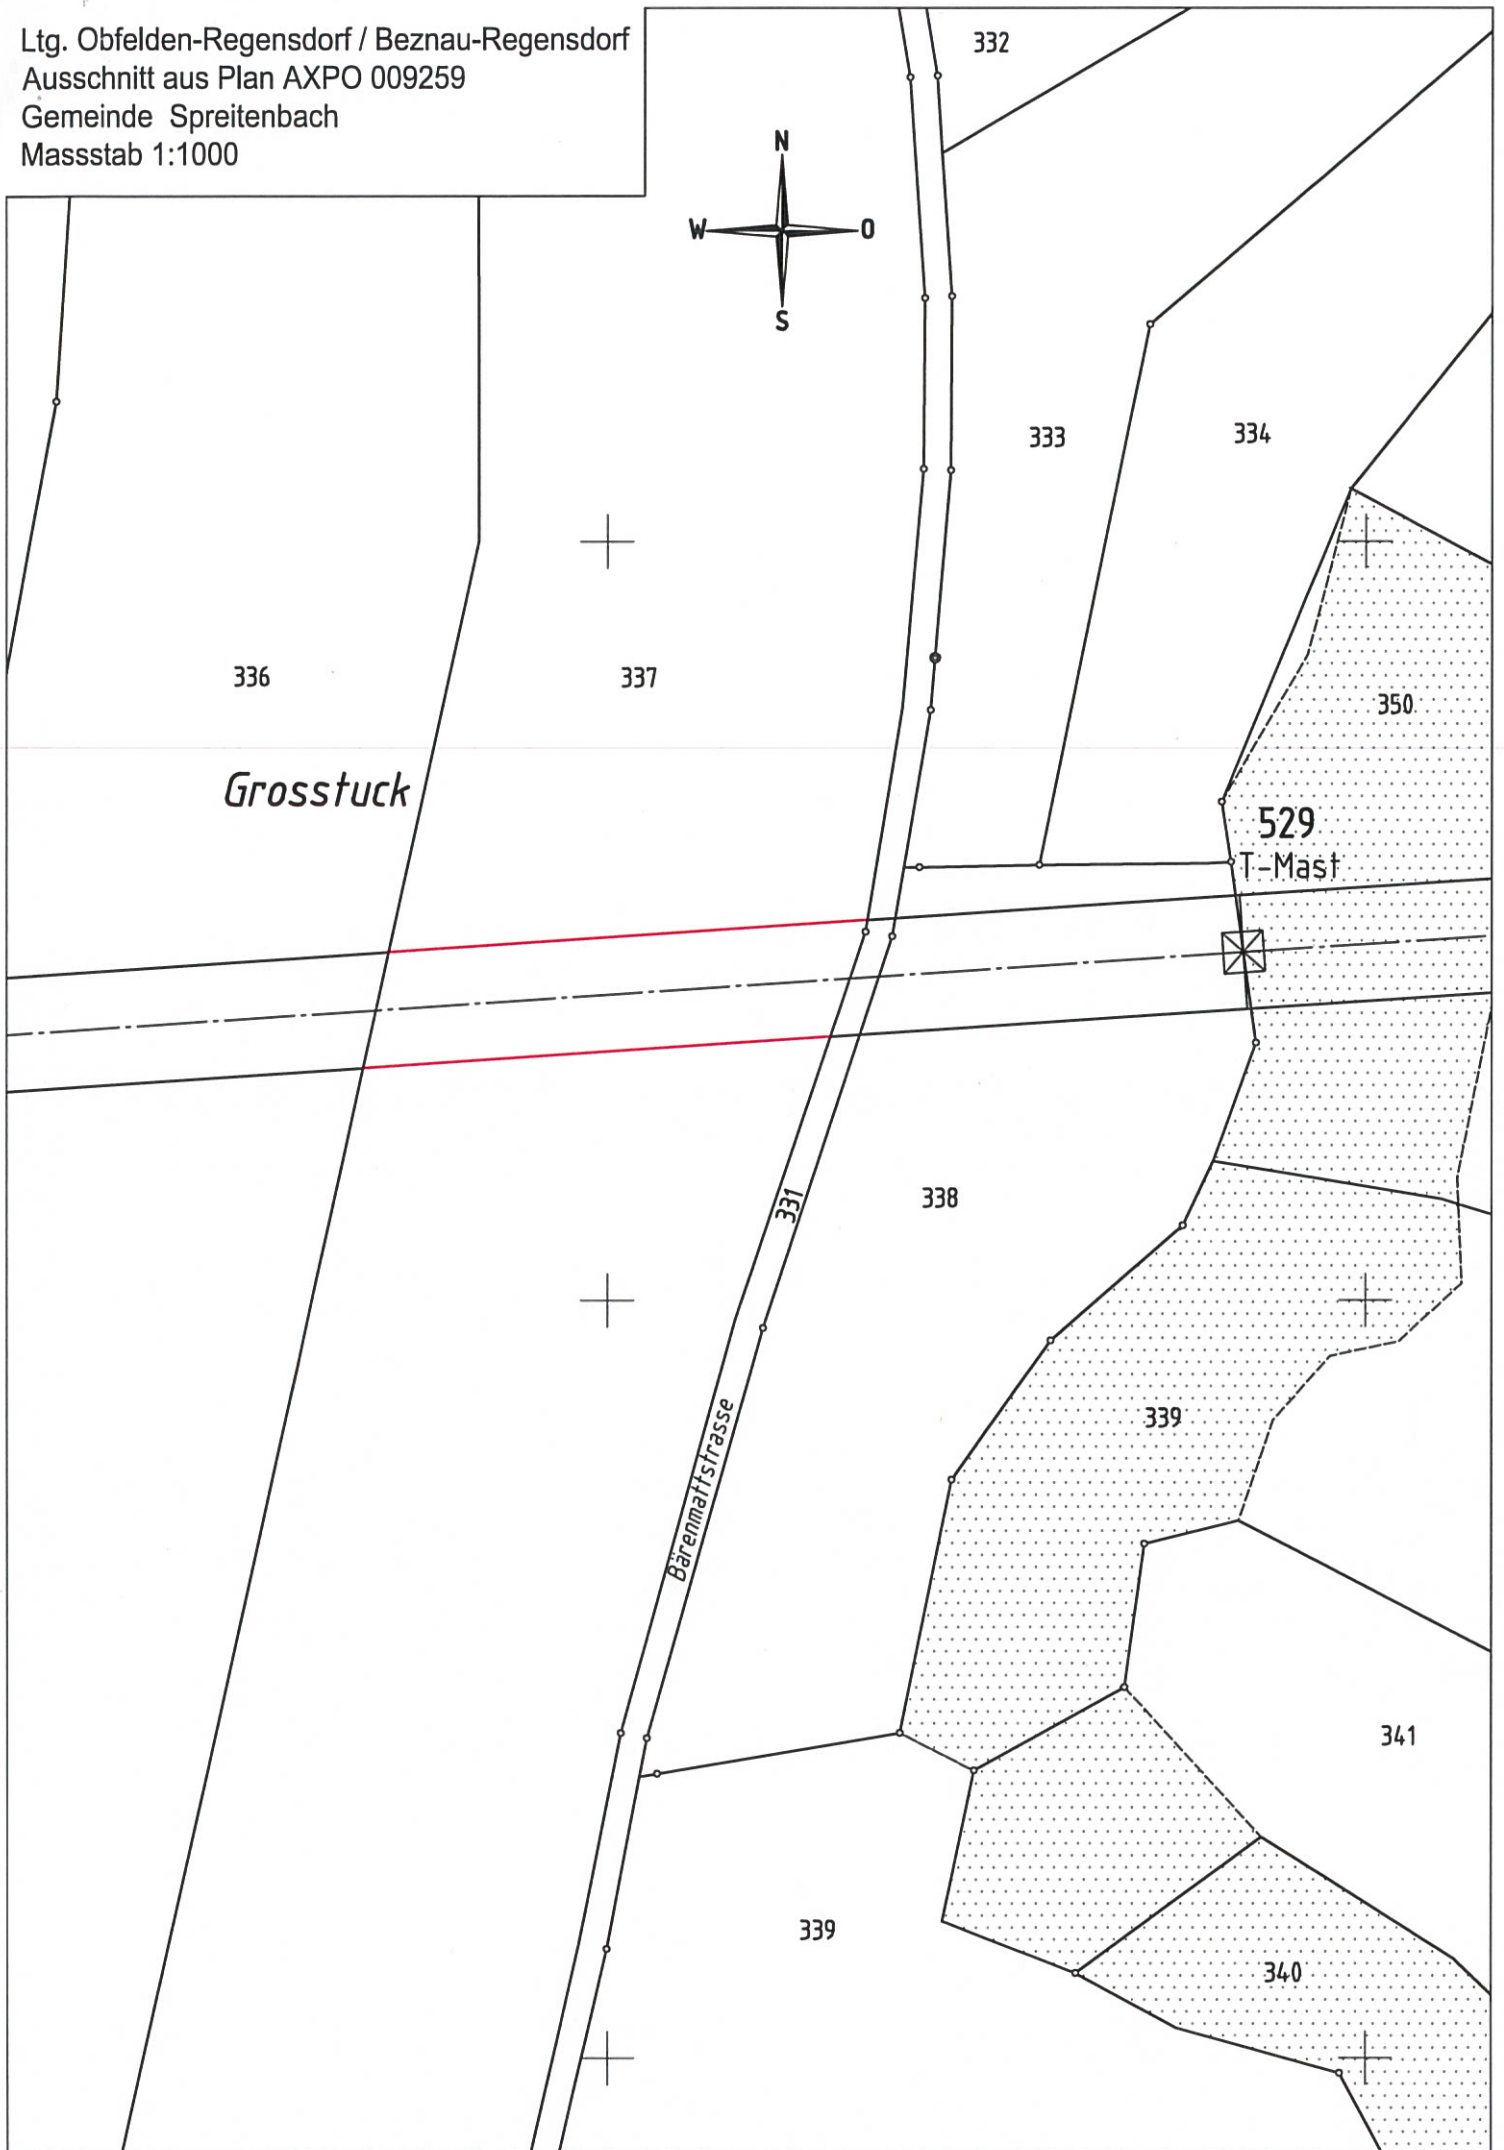 Ltg. Obfelden-Regensdorf / Beznau-Regensdorf
Ausschnitt aus Plan AXPO 009259
Gemeinde Spreitenbach
Massstab 1:1000
332
N
W
O
S
333
334
336
337
350
Grosstuck
529
T-Mast
331
338
Bärenmattstrasse
339
341
339
340